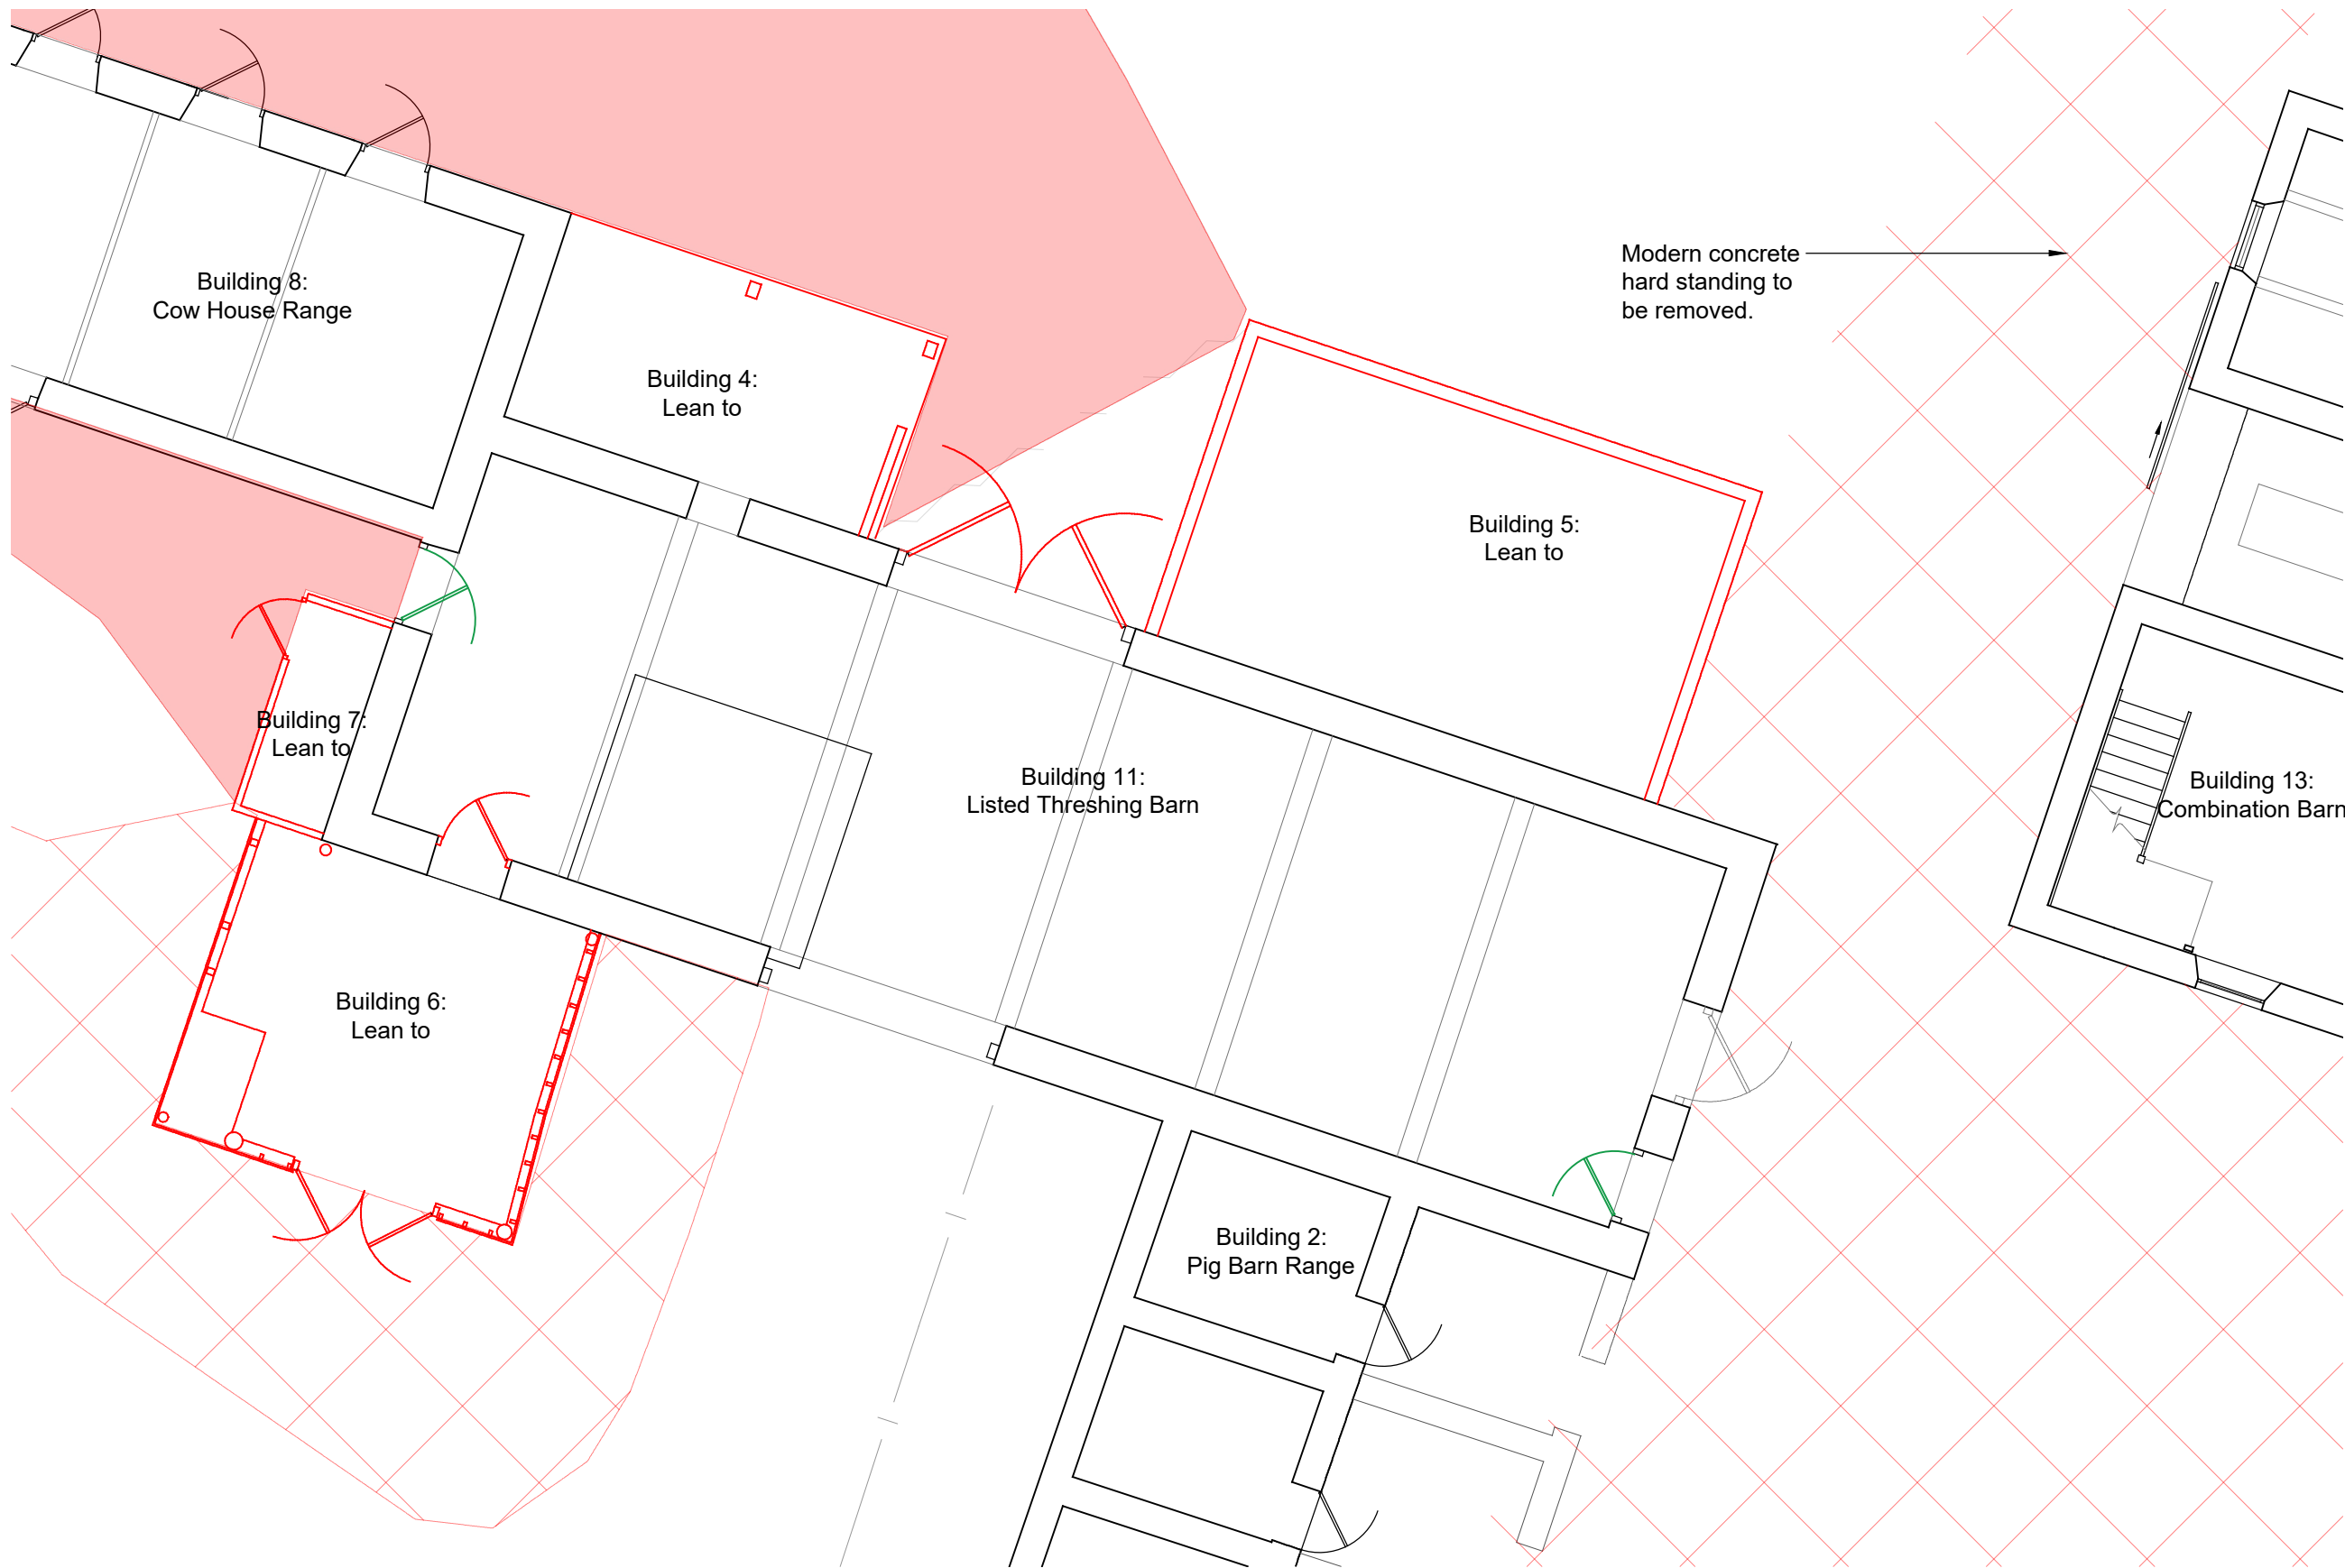 Modern concrete
hard standing to
be removed.
Building 8:
Cow House Range
Building 4:
Lean to
Building 5:
Lean to
Building 7:
Lean to
Building 11:
Listed Threshing Barn
Building 13:
Combination Barn
Building 6:
Lean to
Building 2:
Pig Barn Range